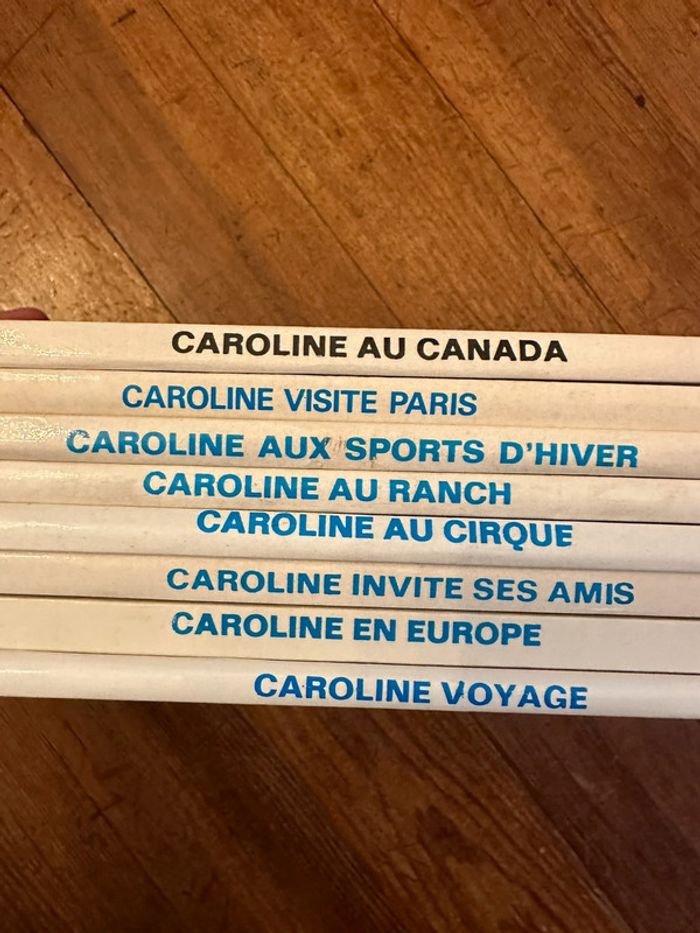 CAROLINE AU CANADA
CAROLINE VISITE PARIS
CAROLINE AUX SPORTS D'HIVER
CAROLINE AU RANCH
CAROLINE AU CIRQUE
CAROLINE INVITE SES AMIS
CAROLINE EN EUROPE
CAROLINE VOYAGE